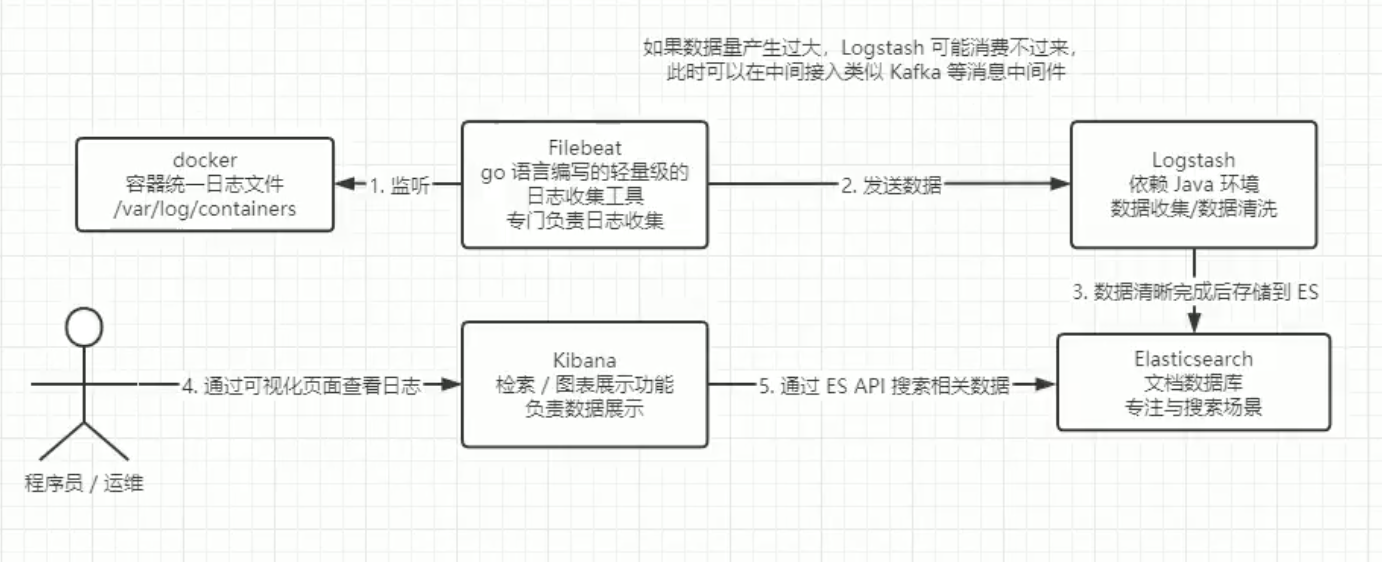 如果数据量产生过大，Logstash 可能消费不过来，
此时可以在中间接入类似 Kafka 等消息中间件
docker
容器统一日志文件
/var/log/containers
1. 监听
Filebeat
go 语言编写的轻量级的
日志收集工具
专门负责日志收集
2. 发送数据
Logstash
依赖 Java 环境
数据收集/数据清洗
3. 数据清晰完成后存储到 ES
程序员 / 运维
4. 通过可视化页面查看日志
Kibana
检素 / 图表展示功能
负责数据展示
5. 通过 ES API 搜索相关数据
Elasticsearch
文档数据库
专注与搜索场景